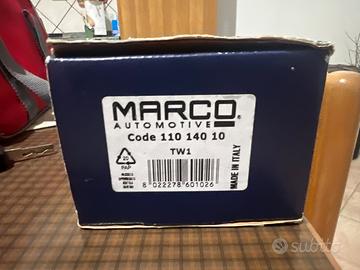 MARCO®
AUTOMOTIVE
Code 110 140 10
TW1
20
PAP
8 022278 601026
MADE IN ITALY
subito